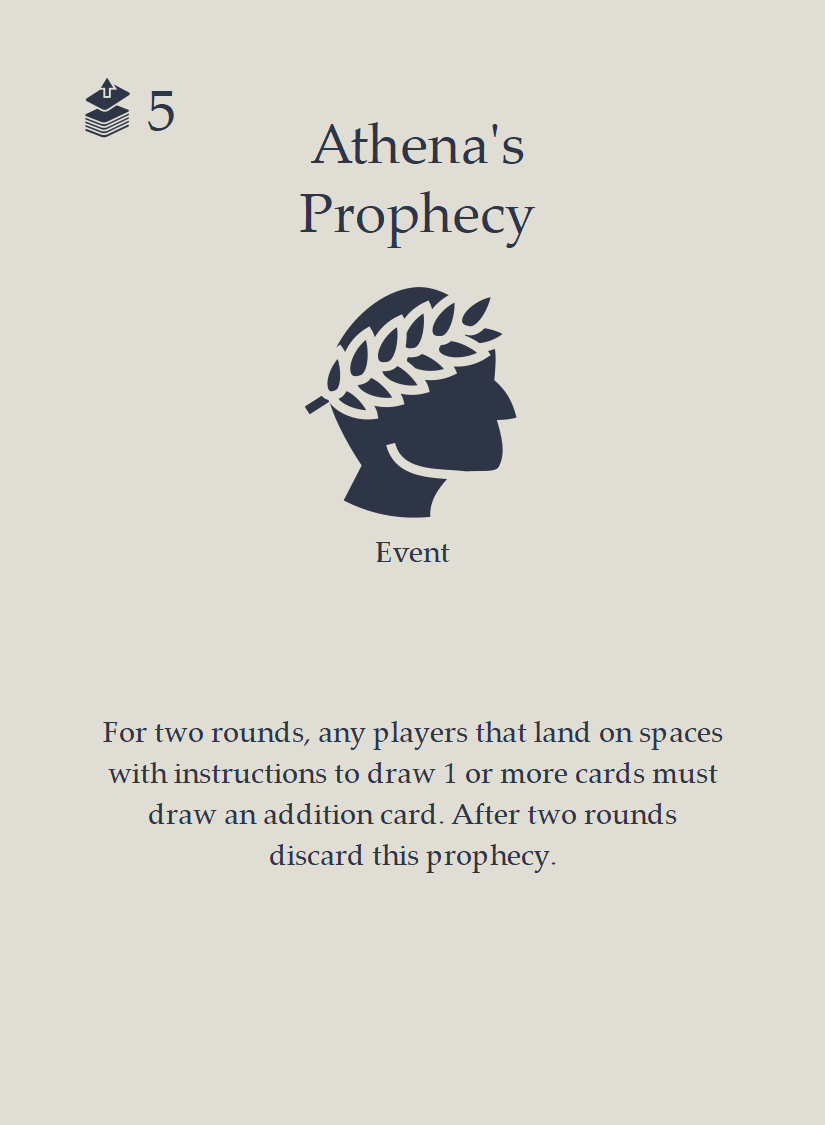 5
Athena's
Prophecy
Event
For two rounds, any players that land on spaces
with instructions to draw 1 or more cards must
draw an addition card. After two rounds
discard this prophecy.